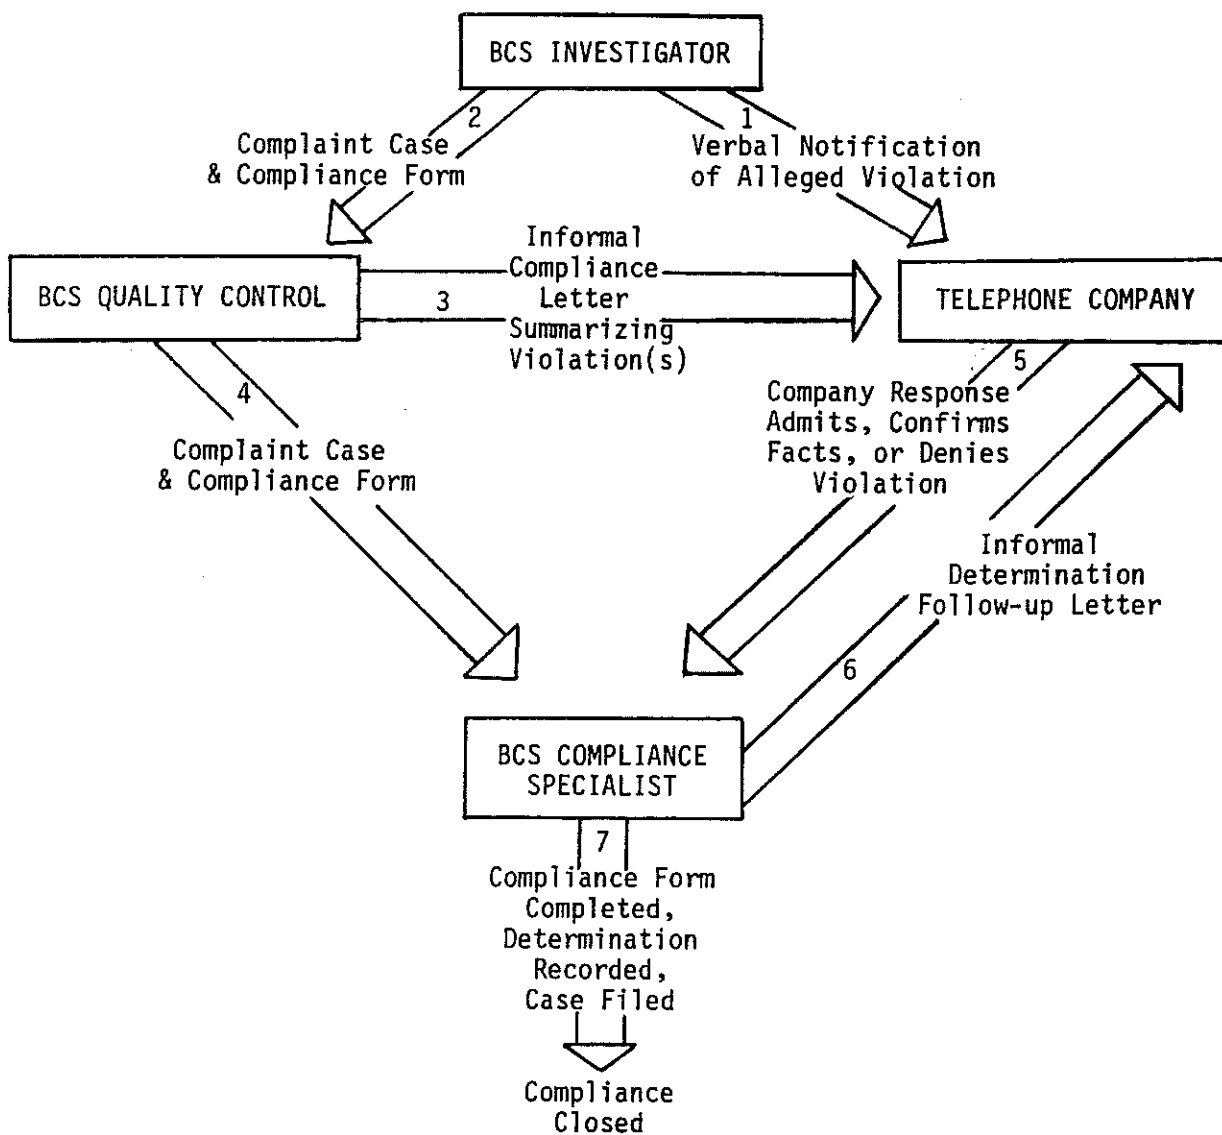 BCS INVESTIGATOR
2
1
Complaint Case
& Compliance Form
Verbal Notification
of Alleged Violation
BCS QUALITY CONTROL
3
Informal
Compliance
Letter
Summarizing
Violation(s)
TELEPHONE COMPANY
4
Complaint Case
& Compliance Form
5
Company Response
Admits, Confirms
Facts, or Denies
Violation
Informal
Determination
Follow-up Letter
6
BCS COMPLIANCE
SPECIALIST
7
Compliance Form
Completed,
Determination
Recorded,
Case Filed
Compliance
Closed